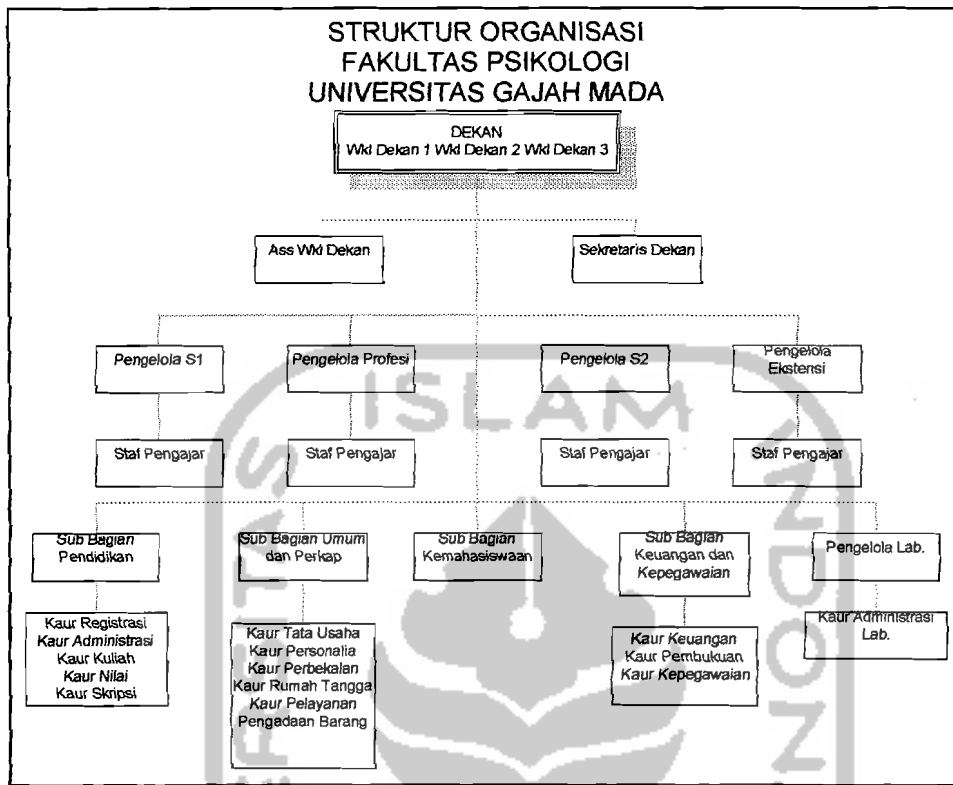 STRUKTUR ORGANISASI
FAKULTAS PSIKOLOGI
UNIVERSITAS GAJAH MADA
DEKAN
Wkl Dekan 1 Wkl Dekan 2 Wkl Dekan 3
Ass Wkl Dekan
Sekretaris Dekan
Pengelola S1
Pengelola Profesi
Pengelola S2
Pengelola
Ekstensi
Staf Pengajar
Staf Pengajar
Staf Pengajar
Staf Pengajar
Sub Bagian
Pendidikan
Sub Bagian Umum
dan Perkap
Sub Bagian
Kemahasiswaan
Sub Bagian
Keuangan dan
Kepegawaian
Pengelola Lab.
Kaur Registrasi
Kaur Administrasi
Kaur Kuliah
Kaur Nilai
Kaur Skripsi
Kaur Tata Usaha
Kaur Personalia
Kaur Perbekalan
Kaur Rumah Tangga
Kaur Pelayanan
Pengadaan Barang
Kaur Keuangan
Kaur Pembukuan
Kaur Kepegawaian
Kaur Administrasi
Lab.
ISLAM